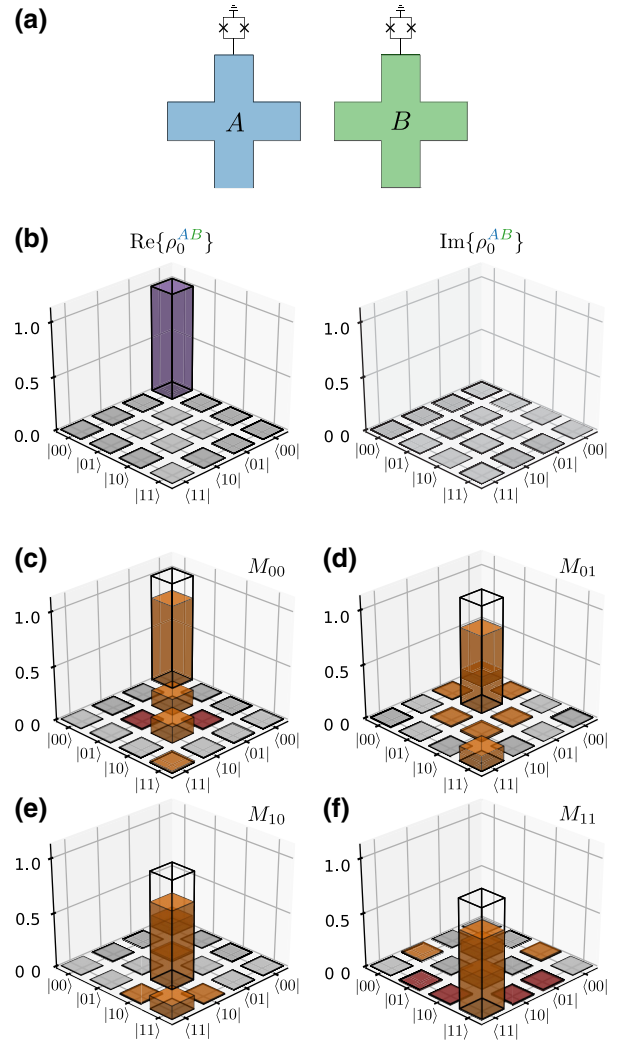 (a)
A
B
(b)
Re{ρ₀ᴬᴮ}
Im{ρ₀ᴬᴮ}
1.0
0.5
0.0
|00⟩ |01⟩ |10⟩ |11⟩
⟨11| ⟨10| ⟨01| ⟨00|
1.0
0.5
0 0
|00⟩ |01⟩ |10⟩ |11⟩
⟨11| ⟨10| ⟨01| ⟨00|
(c)
M₀₀
1.0
0.5
0 0
|00⟩ |01⟩ |10⟩ |11⟩
⟨11| ⟨10| ⟨01| ⟨00|
(d)
M₀₁
1.0
0.5
0 0
|00⟩ |01⟩ |10⟩ |11⟩
⟨11| ⟨10| ⟨01| ⟨00|
(e)
M₁₀
1.0
0.5
0 0
|00⟩ |01⟩ |10⟩ |11⟩
⟨11| ⟨10| ⟨01| ⟨00|
(f)
M₁₁
1.0
0.5
0 0
|00⟩ |01⟩ |10⟩ |11⟩
⟨11| ⟨10| ⟨01| ⟨00|